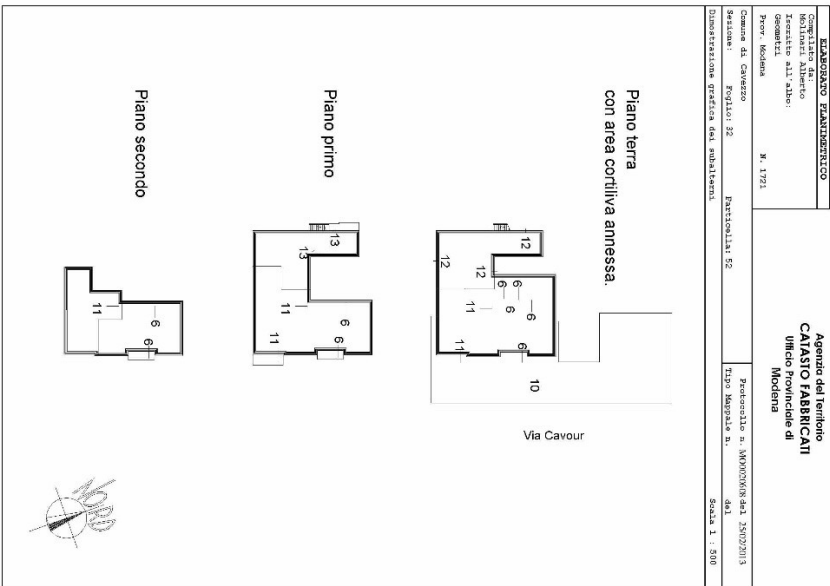 ELABORATO PLANIMETRICO
Compilato da:
Molinari Alberto
Iscritto all'albo:
Geometri
Prov. Modena N. 1721
Agenzia del Territorio
CATASTO FABBRICATI
Ufficio Provinciale di
Modena
Comune di Cavezzo
Sezione: Foglio: 32 Particella: 52
Protocollo n. MO0020608 del 25/02/2013
Tipo Mappale n. del
Dimostrazione grafica dei subalterni Scala 1 : 500
Piano terra
con area cortiliva annessa.
12
12
12
6
6
6
6
11
11
6
10
Via Cavour
Piano primo
13
13
11
6
6
11
Piano secondo
11
6
6
Nord